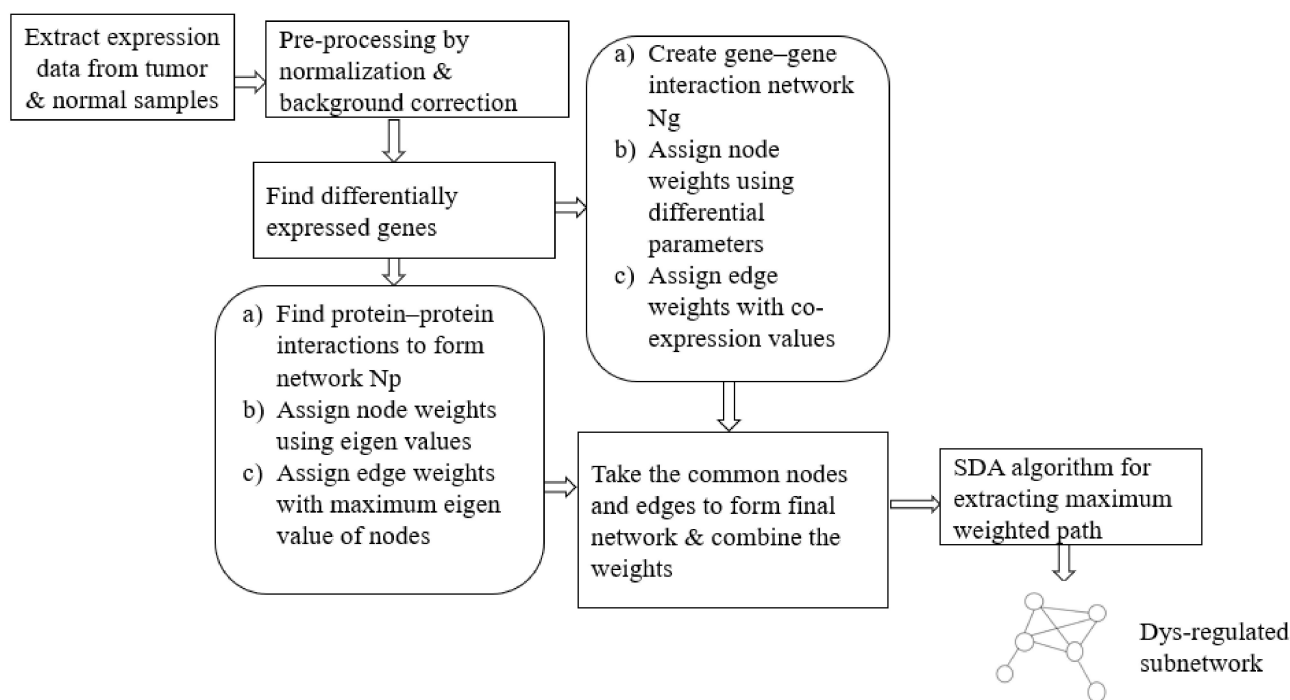 Extract expression
data from tumor
& normal samples
Pre-processing by
normalization &
background correction
Find differentially
expressed genes
a) Create gene–gene
interaction network
Ng
b) Assign node
weights using
differential
parameters
c) Assign edge
weights with co-
expression values
a) Find protein–protein
interactions to form
network Np
b) Assign node weights
using eigen values
c) Assign edge weights
with maximum eigen
value of nodes
Take the common nodes
and edges to form final
network & combine the
weights
SDA algorithm for
extracting maximum
weighted path
Dys-regulated
subnetwork